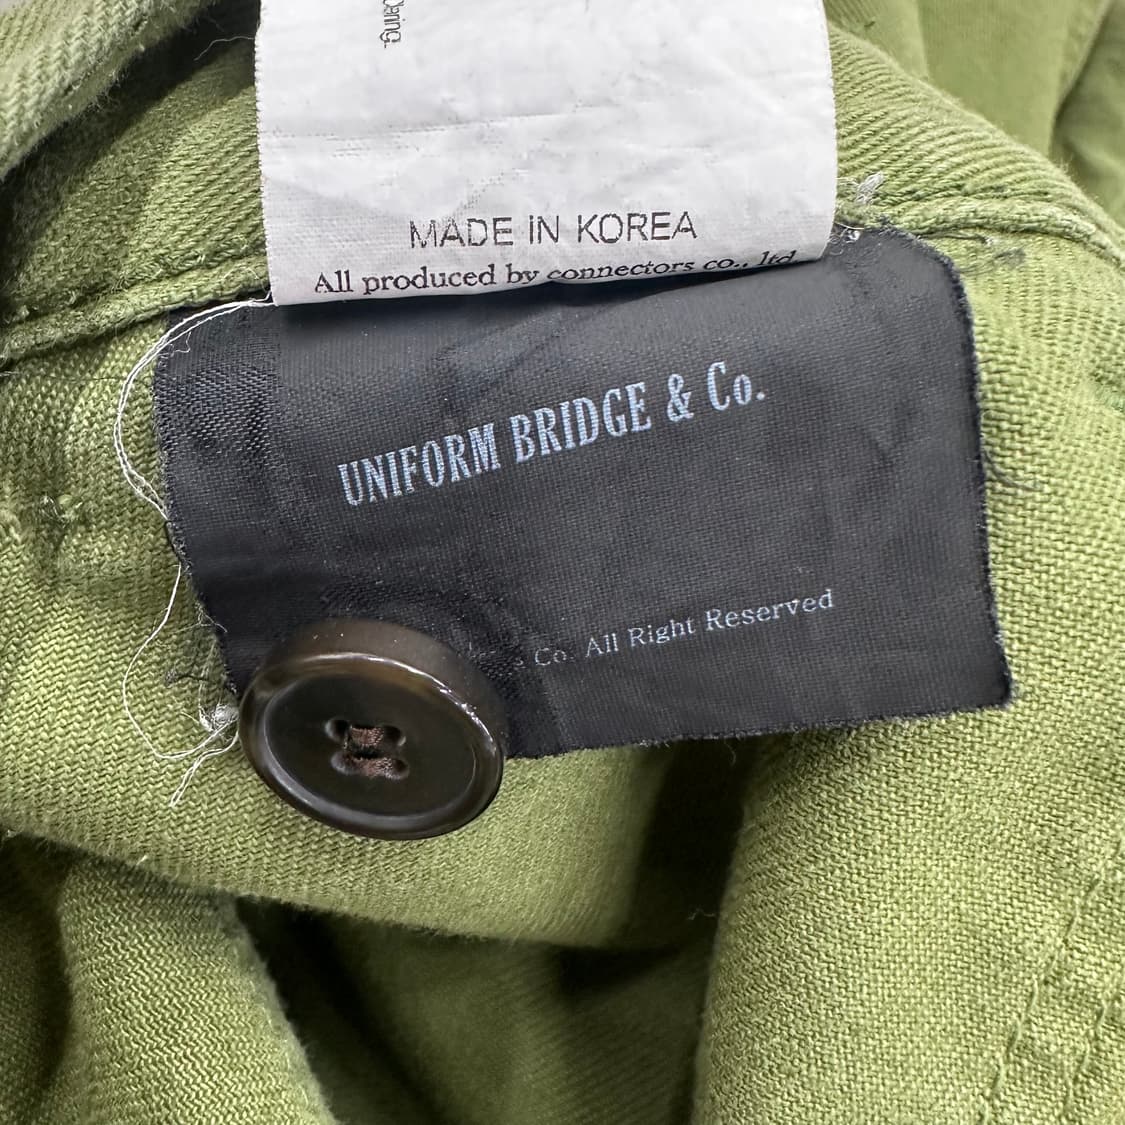 MADE IN KOREA
All produced by connectors co., ltd.
UNIFORM BRIDGE & Co.
Co. All Right Reserved